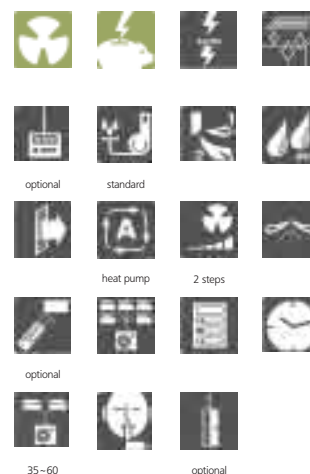 optional standard
A
heat pump 2 steps
optional
35~60 optional